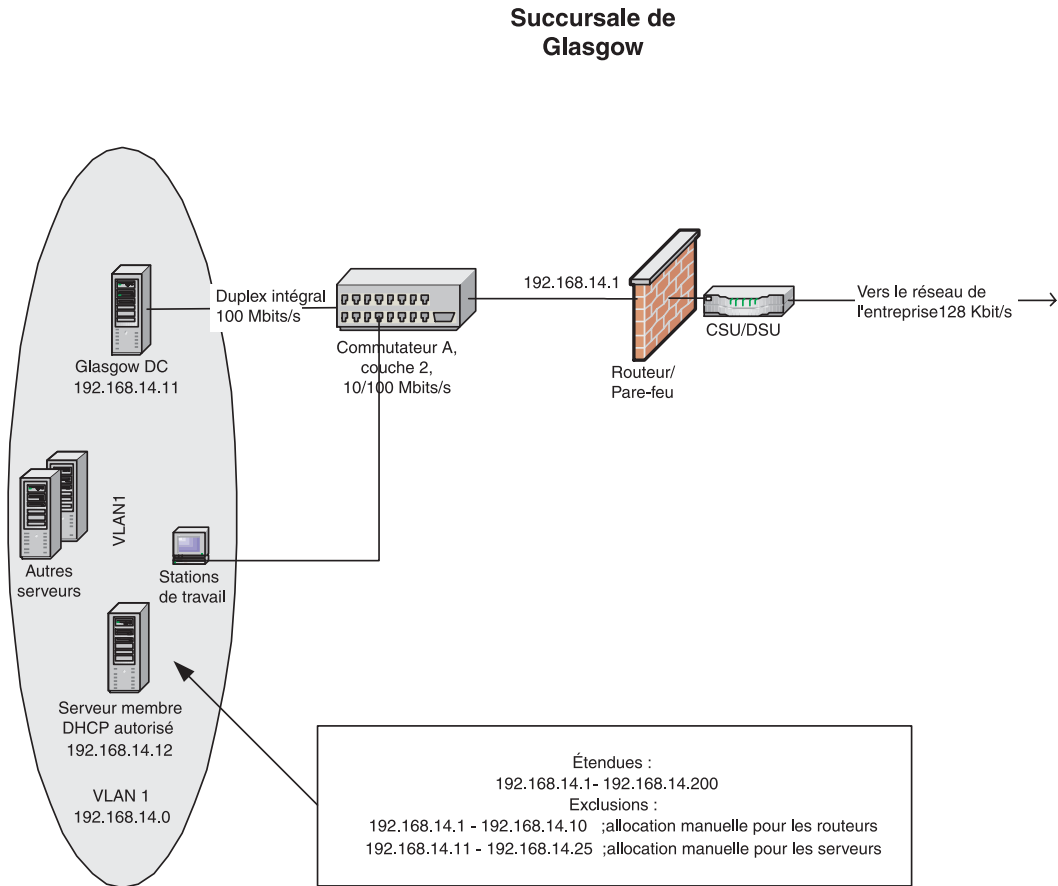 Succursale de
Glasgow
Duplex intégral
100 Mbits/s
192.168.14.1
Vers le réseau de
l'entreprise128 Kbit/s
CSU/DSU
Commutateur A,
couche 2,
10/100 Mbits/s
Routeur/
Pare-feu
Glasgow DC
192.168.14.11
VLAN1
Autres
serveurs
Stations
de travail
Serveur membre
DHCP autorisé
192.168.14.12
VLAN 1
192.168.14.0
Étendues :
192.168.14.1- 192.168.14.200
Exclusions :
192.168.14.1 - 192.168.14.10 ;allocation manuelle pour les routeurs
192.168.14.11 - 192.168.14.25 ;allocation manuelle pour les serveurs